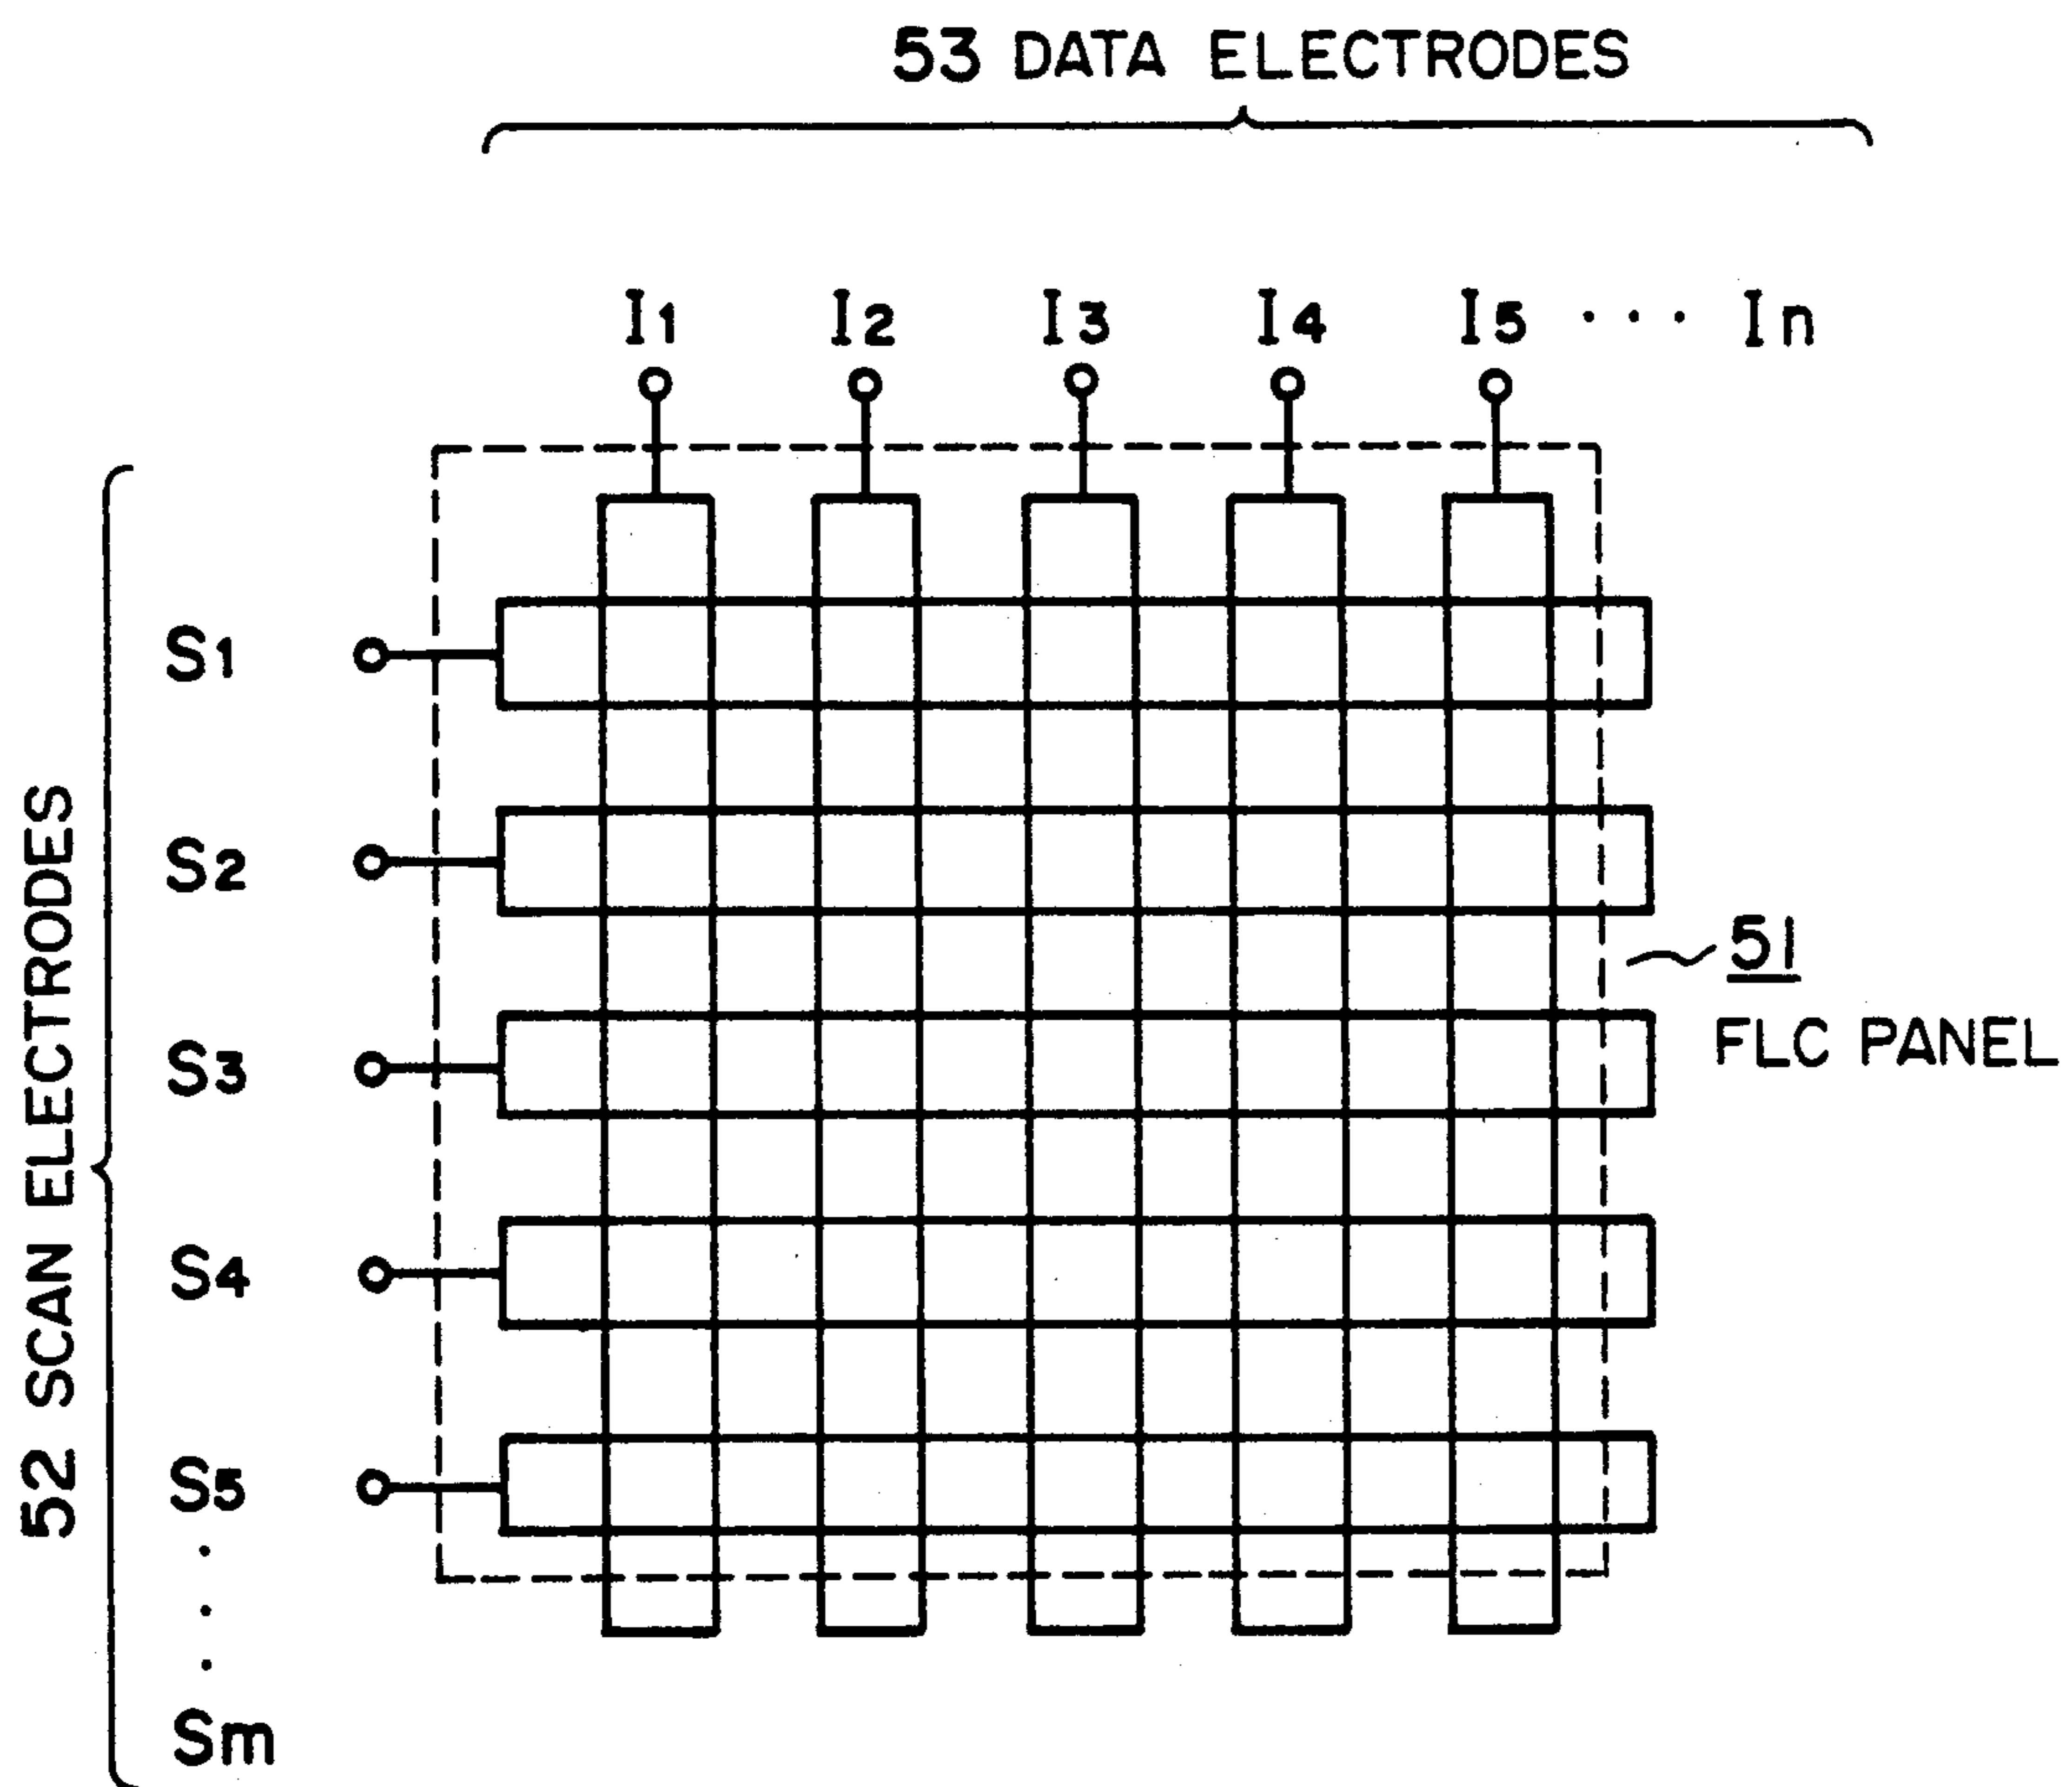 53 DATA ELECTRODES
I1 I2 I3 I4 I5 ··· In
52 SCAN ELECTRODES
S1
S2
S3
S4
S5
·
·
·
Sm
51
FLC PANEL